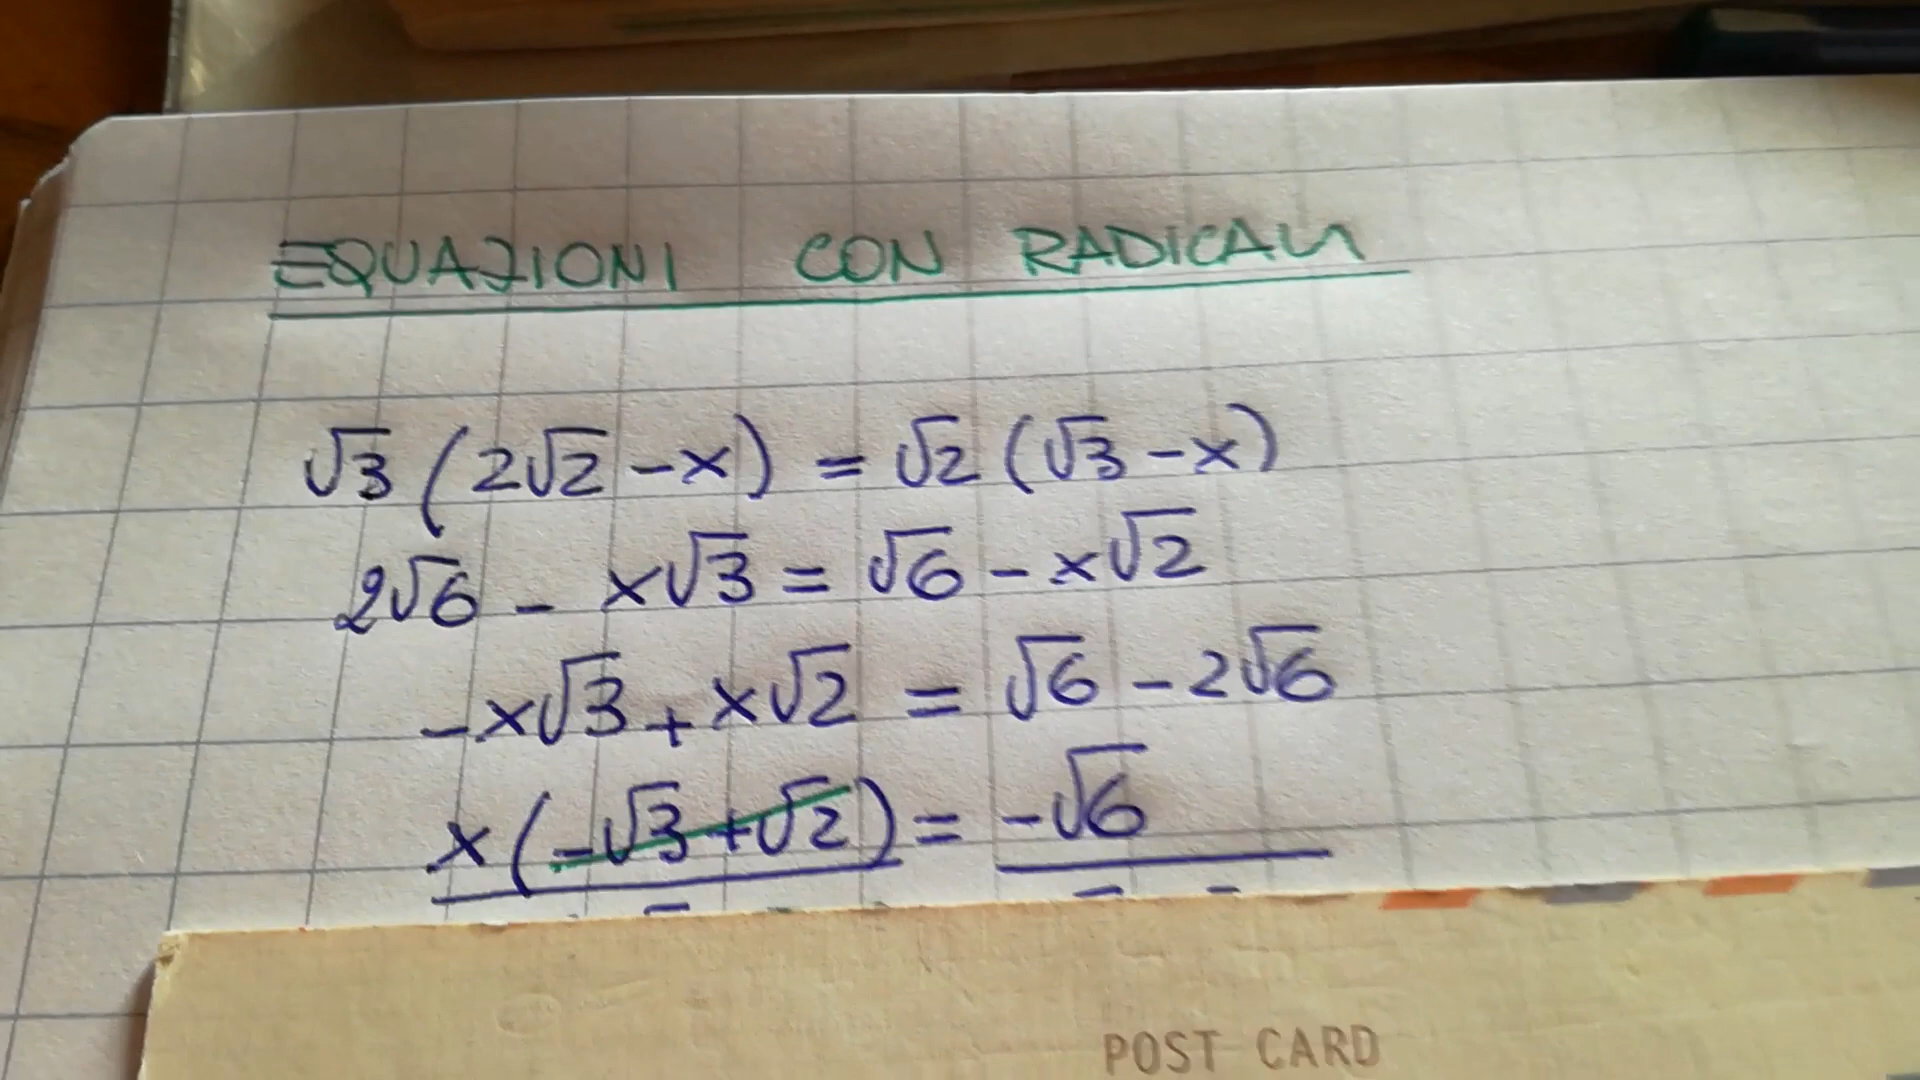 EQUAZIONI CON RADICALI
√3 (2√2 - x) = √2 (√3 - x)
2√6 - x√3 = √6 - x√2
-x√3 + x√2 = √6 - 2√6
x(-√3+√2) = -√6
POST CARD